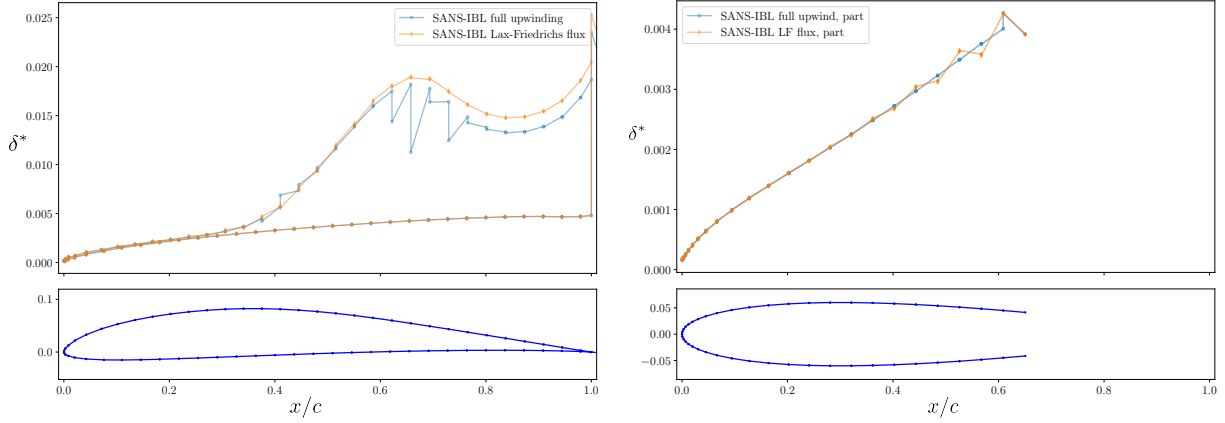 SANS-IBL full upwinding
SANS-IBL Lax-Friedrichs flux
0.025
0.020
0.015
0.010
0.005
0.000
δ*
0.1
0.0
0.0 0.2 0.4 0.6 0.8 1.0
x/c
SANS-IBL full upwind, part
SANS-IBL LF flux, part
0.004
0.003
0.002
0.001
0.000
δ*
0.05
0.00
−0.05
0.0 0.2 0.4 0.6 0.8 1.0
x/c